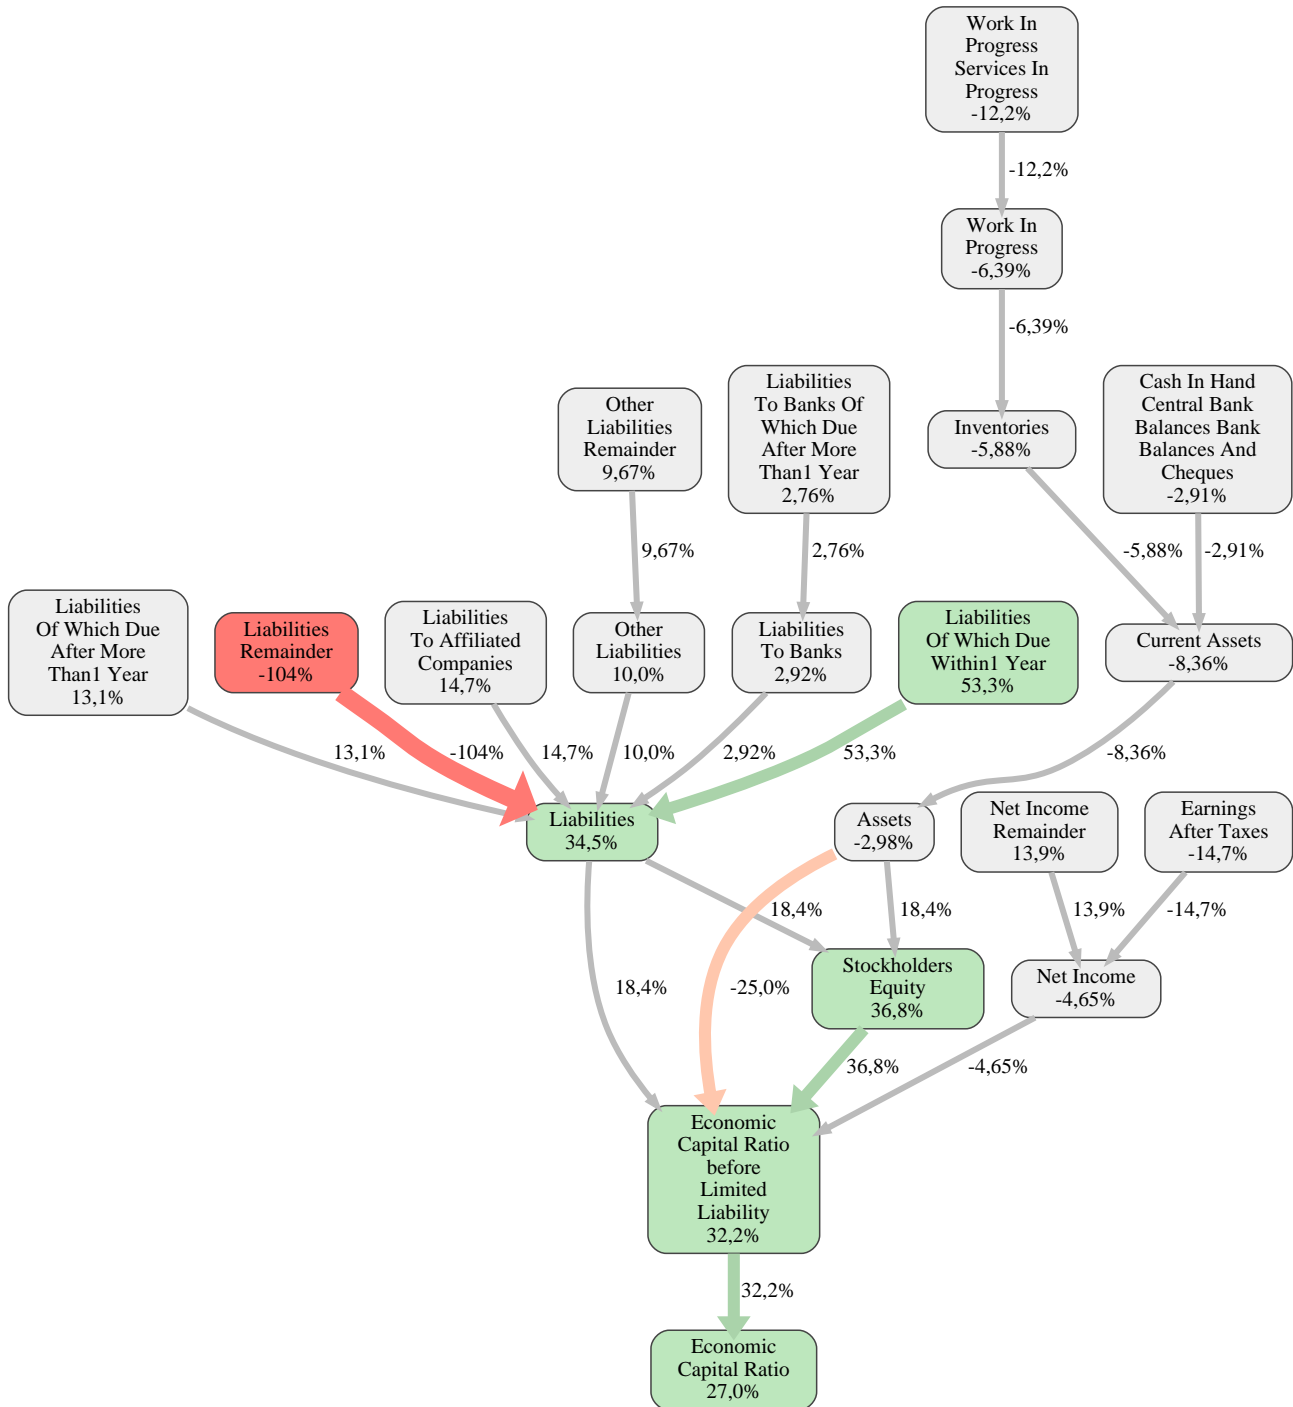 Work In
Progress
Services In
Progress
-12,2%
-12,2%
Work In
Progress
-6,39%
-6,39%
Other
Liabilities
Remainder
9,67%
Liabilities
To Banks Of
Which Due
After More
Than1 Year
2,76%
Inventories
-5,88%
Cash In Hand
Central Bank
Balances Bank
Balances And
Cheques
-2,91%
9,67%
2,76%
-5,88%
-2,91%
Liabilities
Of Which Due
After More
Than1 Year
13,1%
Liabilities
Remainder
-104%
Liabilities
To Affiliated
Companies
14,7%
Other
Liabilities
10,0%
Liabilities
To Banks
2,92%
Liabilities
Of Which Due
Within1 Year
53,3%
Current Assets
-8,36%
13,1%
-104%
14,7%
10,0%
2,92%
53,3%
-8,36%
Liabilities
34,5%
Assets
-2,98%
Net Income
Remainder
13,9%
Earnings
After Taxes
-14,7%
18,4%
18,4%
13,9%
-14,7%
Stockholders
Equity
36,8%
Net Income
-4,65%
18,4%
-25,0%
36,8%
-4,65%
Economic
Capital Ratio
before
Limited
Liability
32,2%
32,2%
Economic
Capital Ratio
27,0%